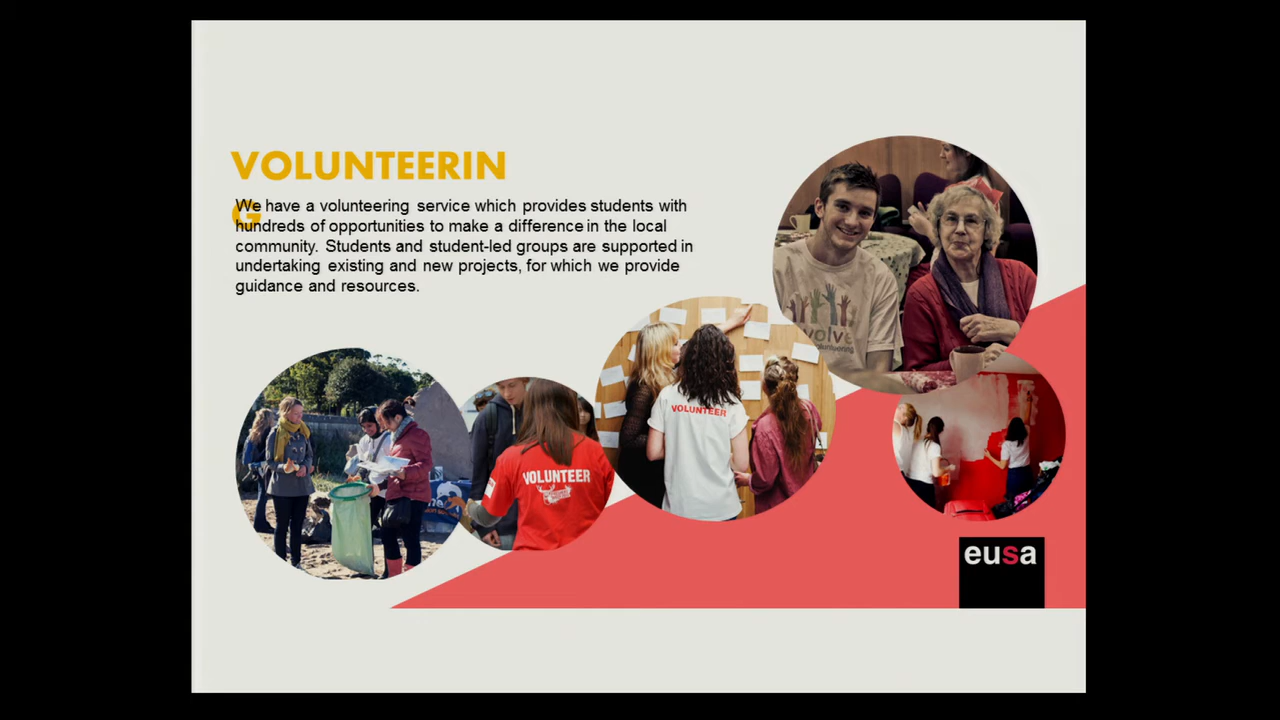 VOLUNTEERIN
G
We have a volunteering service which provides students with
hundreds of opportunities to make a difference in the local
community. Students and student-led groups are supported in
undertaking existing and new projects, for which we provide
guidance and resources.
volve
volunteering
VOLUNTEER
VOLUNTEER
eusa